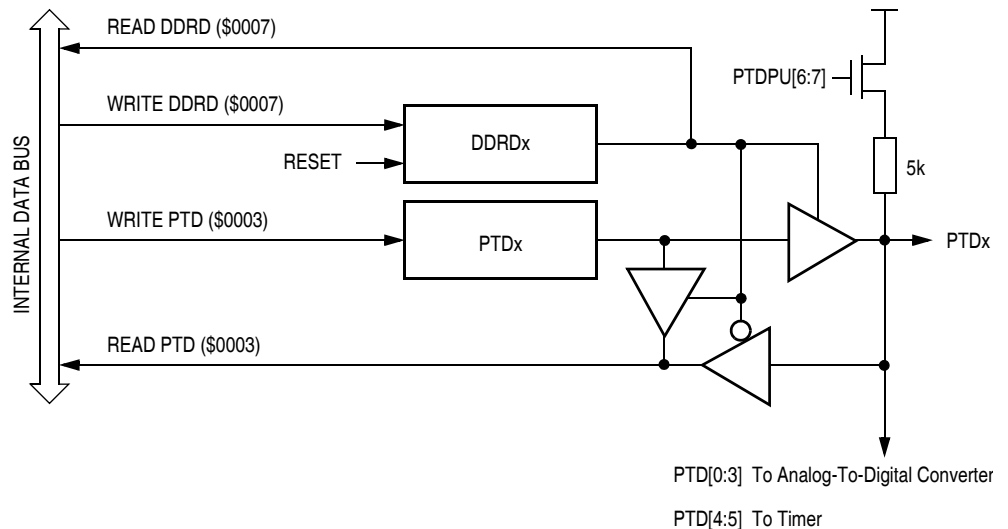 READ DDRD ($0007)
PTDPU[6:7]
WRITE DDRD ($0007)
DDRDx
RESET
5k
INTERNAL DATA BUS
WRITE PTD ($0003)
PTDx
PTDx
READ PTD ($0003)
PTD[0:3] To Analog-To-Digital Converter
PTD[4:5] To Timer